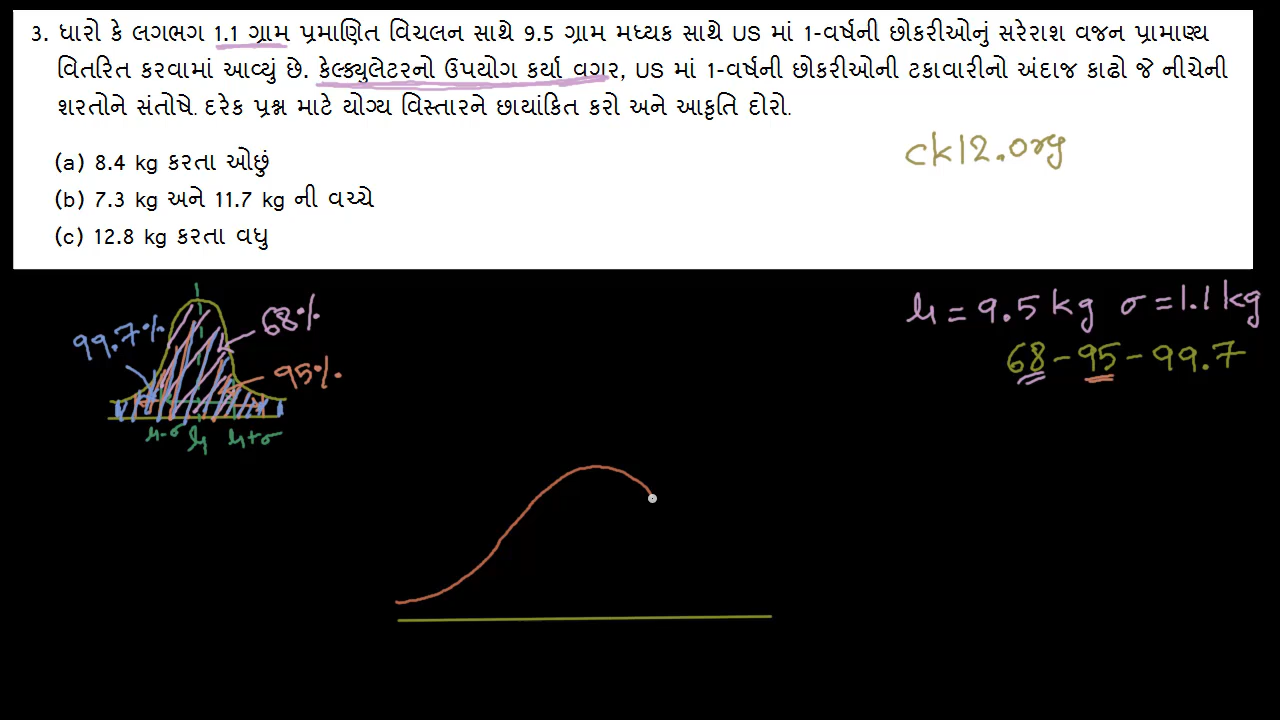 3. ધારો કે લગભગ 1.1 ગ્રામ પ્રમાણિત વિચલન સાથે 9.5 ગ્રામ મધ્યક સાથે US માં 1-વર્ષની છોકરીઓનું સરેરાશ વજન પ્રામાણ્ય
વિતરિત કરવામાં આવ્યું છે. કેલ્ક્યુલેટરનો ઉપયોગ કર્યા વગર, US માં 1-વર્ષની છોકરીઓની ટકાવારીનો અંદાજ કાઢો જે નીચેની
શરતોને સંતોષે. દરેક પ્રશ્ન માટે યોગ્ય વિસ્તારને છાયાંકિત કરો અને આકૃતિ દોરો.
ck12.org
(a) 8.4 kg કરતા ઓછું
(b) 7.3 kg અને 11.7 kg ની વચ્ચે
(c) 12.8 kg કરતા વધુ
μ = 9.5 kg σ = 1.1 kg
68 - 95 - 99.7
99.7% 68%
95%
μ-σ μ μ+σ